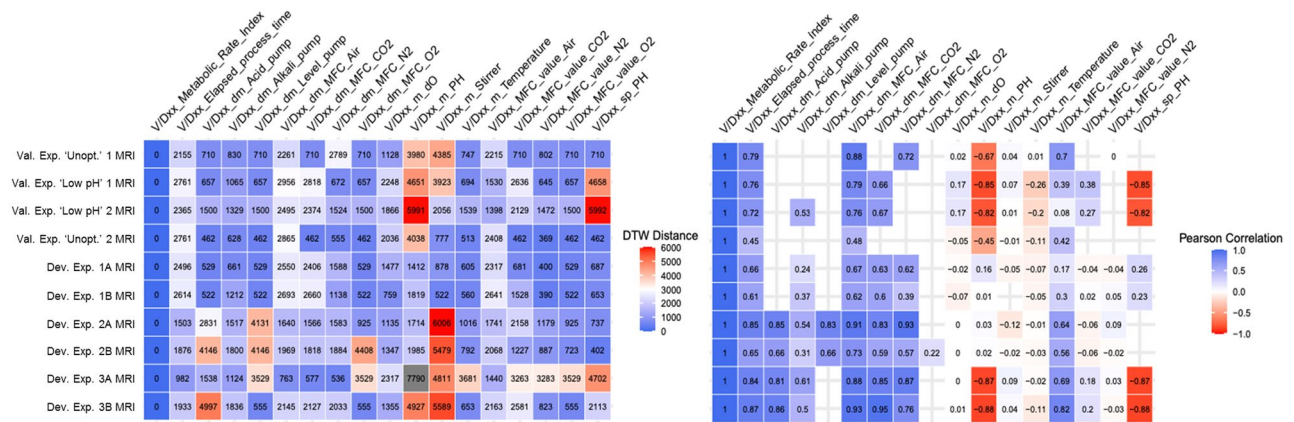 V/Dxx_Metabolic_Rate_Index
V/Dxx_Elapsed_process_time
V/Dxx_dm_Acid_pump
V/Dxx_dm_Alkali_pump
V/Dxx_dm_Level_pump
V/Dxx_dm_MFC_Air
V/Dxx_dm_MFC_CO2
V/Dxx_dm_MFC_N2
V/Dxx_dm_MFC_O2
V/Dxx_m_dO
V/Dxx_m_PH
V/Dxx_m_Stirrer
V/Dxx_m_Temperature
V/Dxx_MFC_value_Air
V/Dxx_MFC_value_CO2
V/Dxx_MFC_value_N2
V/Dxx_MFC_value_O2
V/Dxx_sp_PH
Val. Exp. 'Unopt.' 1 MRI 0 2155 710 830 710 2261 710 2789 710 1128 3980 4385 747 2215 710 802 710 710
Val. Exp. 'Low pH' 1 MRI 0 2761 657 1065 657 2956 2818 672 657 2248 4651 3923 694 1530 2636 645 657 4658
Val. Exp. 'Low pH' 2 MRI 0 2365 1500 1329 1500 2495 2374 1524 1500 1866 5991 2056 1539 1398 2129 1472 1500 5992
Val. Exp. 'Unopt.' 2 MRI 0 2761 462 628 462 2865 462 555 462 2036 4038 777 513 2408 462 369 462 462
Dev. Exp. 1A MRI 0 2496 529 661 529 2550 2406 1588 529 1477 1412 878 605 2317 681 400 529 687
Dev. Exp. 1B MRI 0 2614 522 1212 522 2693 2660 1138 522 759 1819 522 560 2641 1528 390 522 653
Dev. Exp. 2A MRI 0 1503 2831 1517 4131 1640 1566 1583 925 1135 1714 6006 1016 1741 2158 1179 925 737
Dev. Exp. 2B MRI 0 1876 4146 1800 4146 1969 1818 1884 4408 1347 1985 5479 792 2068 1227 887 723 402
Dev. Exp. 3A MRI 0 982 1538 1124 3529 763 577 536 3529 2317 7790 4811 3681 1440 3263 3283 3529 4702
Dev. Exp. 3B MRI 0 1933 4997 1836 555 2145 2127 2033 555 1355 4927 5589 653 2163 2581 823 555 2113
DTW Distance
6000
5000
4000
3000
2000
1000
0
V/Dxx_Metabolic_Rate_Index
V/Dxx_Elapsed_process_time
V/Dxx_dm_Acid_pump
V/Dxx_dm_Alkali_pump
V/Dxx_dm_Level_pump
V/Dxx_dm_MFC_Air
V/Dxx_dm_MFC_CO2
V/Dxx_dm_MFC_N2
V/Dxx_dm_MFC_O2
V/Dxx_m_dO
V/Dxx_m_PH
V/Dxx_m_Stirrer
V/Dxx_m_Temperature
V/Dxx_MFC_value_Air
V/Dxx_MFC_value_CO2
V/Dxx_MFC_value_N2
V/Dxx_sp_PH
1 0.79 0.88 0.72 0.02 −0.67 0.04 0.01 0.7 0
1 0.76 0.79 0.66 0.17 −0.85 0.07 −0.26 0.39 0.38 −0.85
1 0.72 0.53 0.76 0.67 0.17 −0.82 0.01 −0.2 0.08 0.27 −0.82
1 0.45 0.48 −0.05 −0.45 −0.01 −0.11 0.42
1 0.66 0.24 0.67 0.63 0.62 −0.02 0.16 −0.05 −0.07 0.17 −0.04 −0.04 0.26
1 0.61 0.37 0.62 0.6 0.39 −0.07 0.01 −0.05 0.3 0.02 0.05 0.23
1 0.85 0.85 0.54 0.83 0.91 0.83 0.93 0 0.03 −0.12 −0.01 0.64 −0.06 0.09
1 0.65 0.66 0.31 0.66 0.73 0.59 0.57 0.22 0 0.02 −0.02 −0.03 0.56 −0.06 −0.02
1 0.84 0.81 0.61 0.88 0.85 0.87 0 −0.87 0.09 −0.02 0.69 0.18 0.03 −0.87
1 0.87 0.86 0.5 0.93 0.95 0.76 0.01 −0.88 0.04 −0.11 0.82 0.2 −0.03 −0.88
Pearson Correlation
1.0
0.5
0.0
−0.5
−1.0